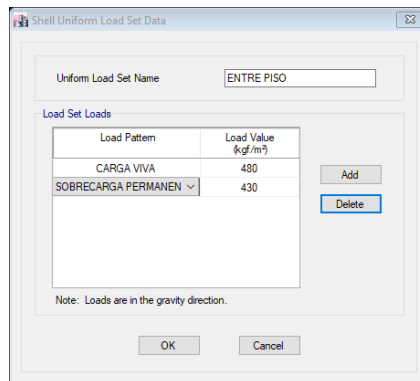 Shell Uniform Load Set Data
Uniform Load Set Name
ENTRE PISO
Load Set Loads
Load Pattern Load Value (kgf/m²)
CARGA VIVA 480
SOBRECARGA PERMANEN 430
Add
Delete
Note: Loads are in the gravity direction.
OK Cancel